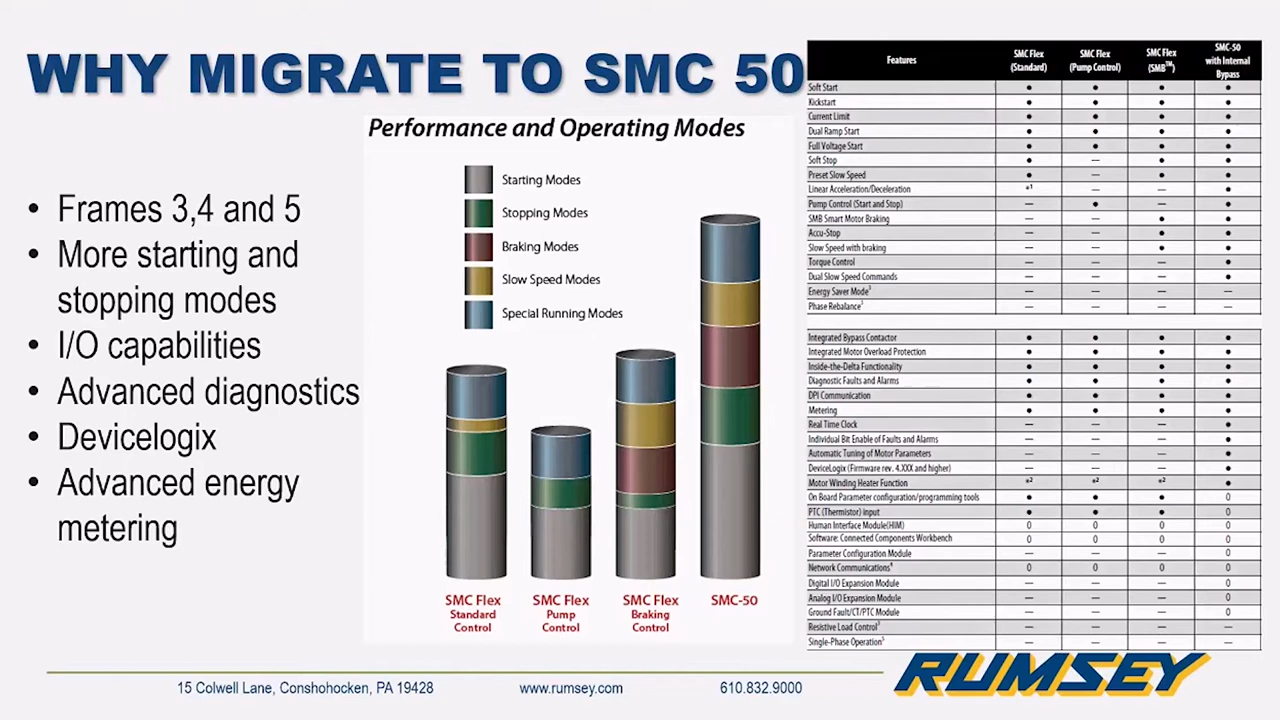 WHY MIGRATE TO SMC 50
• Frames 3,4 and 5
• More starting and
stopping modes
• I/O capabilities
• Advanced diagnostics
• Devicelogix
• Advanced energy
metering
Performance and Operating Modes
Starting Modes
Stopping Modes
Braking Modes
Slow Speed Modes
Special Running Modes
SMC Flex
Standard
Control
SMC Flex
Pump
Control
SMC Flex
Braking
Control
SMC-50
Features
SMC Flex
(Standard)
SMC Flex
(Pump Control)
SMC Flex
(SMB™)
SMC-50
with Internal
Bypass
Soft Start ● ● ● ●
Kickstart ● ● ● ●
Current Limit ● ● ● ●
Dual Ramp Start ● ● ● ●
Full Voltage Start ● ● ● ●
Soft Stop ● — ● ●
Preset Slow Speed ● — ● ●
Linear Acceleration/Deceleration — — ●
Pump Control (Start and Stop) — ● — ●
SMB Smart Motor Braking — — ● ●
Accu-Stop — — ● ●
Slow Speed with braking — — ● ●
Torque Control — — — ●
Dual Slow Speed Commands — — — ●
Energy Saver Mode — — — —
Phase Rebalance — — — —
Integrated Bypass Contactor ● ● ● ●
Integrated Motor Overload Protection ● ● ● ●
Inside-the-Delta Functionality ● ● ● ●
Diagnostic Faults and Alarms ● ● ● ●
DPI Communication ● ● ● ●
Metering ● ● ● ●
Real Time Clock — — — ●
Individual Bit Enable of Faults and Alarms — — — ●
Automatic Tuning of Motor Parameters — — — ●
DeviceLogix (Firmware rev. 4.XXX and higher) — — — ●
Motor Winding Heater Function *2 *2 *2 ●
On Board Parameter configuration/programming tools ● ● ● O
PTC (Thermistor) input ● ● ● O
Human Interface Module(HIM) O O O O
Software: Connected Components Workbench O O O O
Parameter Configuration Module — — — O
Network Communications O O O O
Digital I/O Expansion Module — — — O
Analog I/O Expansion Module — — — O
Ground Fault/CT/PTC Module — — — O
Resistive Load Control — — — —
Single-Phase Operation — — — —
15 Colwell Lane, Conshohocken, PA 19428
www.rumsey.com
610.832.9000
RUMSEY